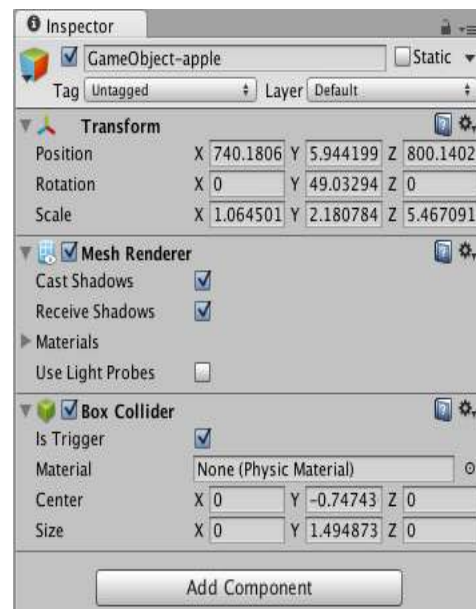 Inspector
GameObject-apple Static
Tag Untagged Layer Default
Transform
Position X 740.1806 Y 5.944199 Z 800.1402
Rotation X 0 Y 49.03294 Z 0
Scale X 1.064501 Y 2.180784 Z 5.467091
Mesh Renderer
Cast Shadows
Receive Shadows
Materials
Use Light Probes
Box Collider
Is Trigger
Material None (Physic Material)
Center X 0 Y -0.74743 Z 0
Size X 0 Y 1.494873 Z 0
Add Component